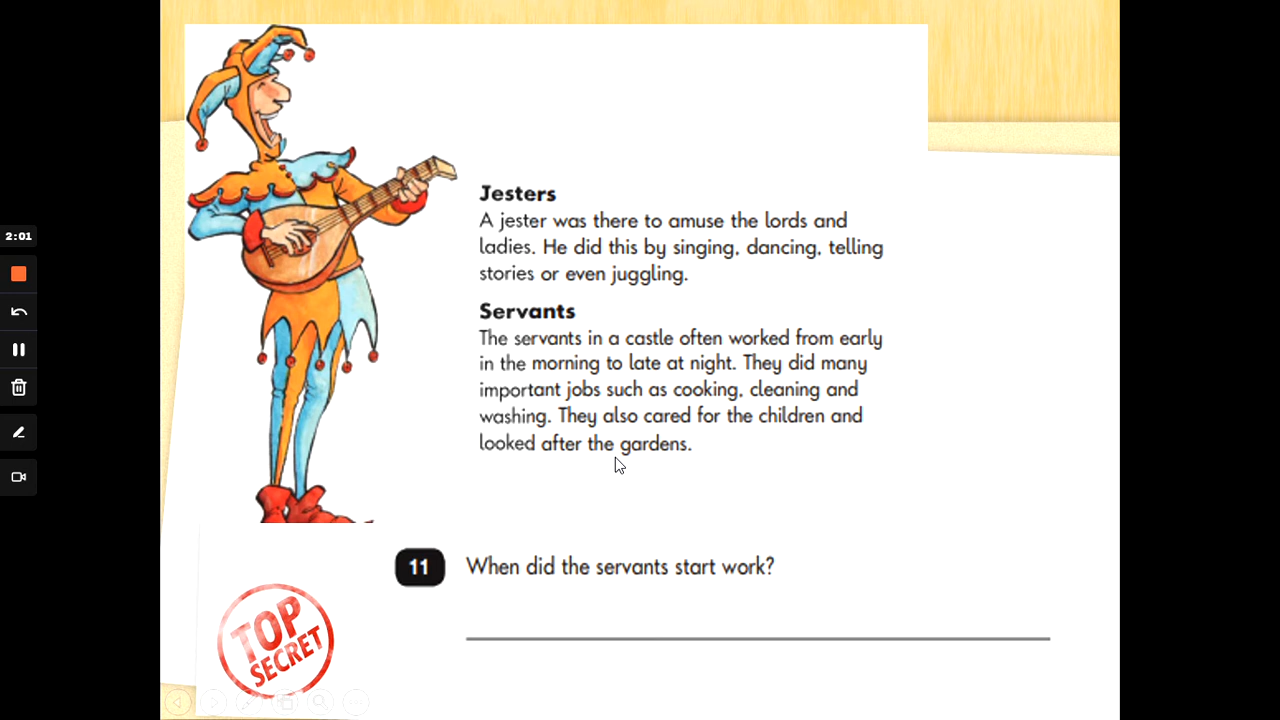 2:01
Jesters
A jester was there to amuse the lords and
ladies. He did this by singing, dancing, telling
stories or even juggling.
Servants
The servants in a castle often worked from early
in the morning to late at night. They did many
important jobs such as cooking, cleaning and
washing. They also cared for the children and
looked after the gardens.
11 When did the servants start work?
TOP
SECRET